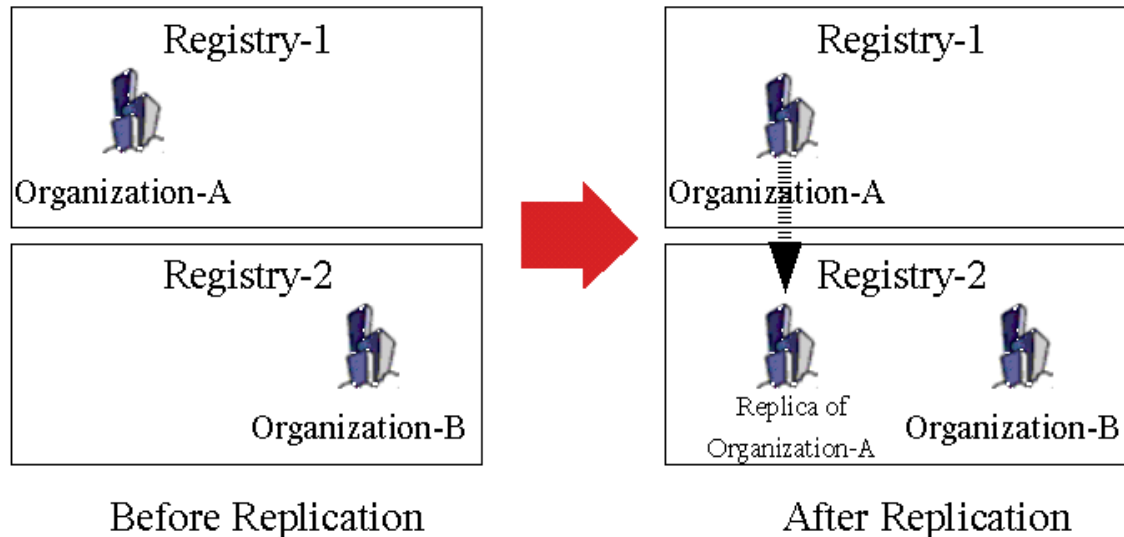 Registry-1
Organization-A
Registry-2
Organization-B
Before Replication
Registry-1
Organization-A
Registry-2
Replica of
Organization-A
Organization-B
After Replication